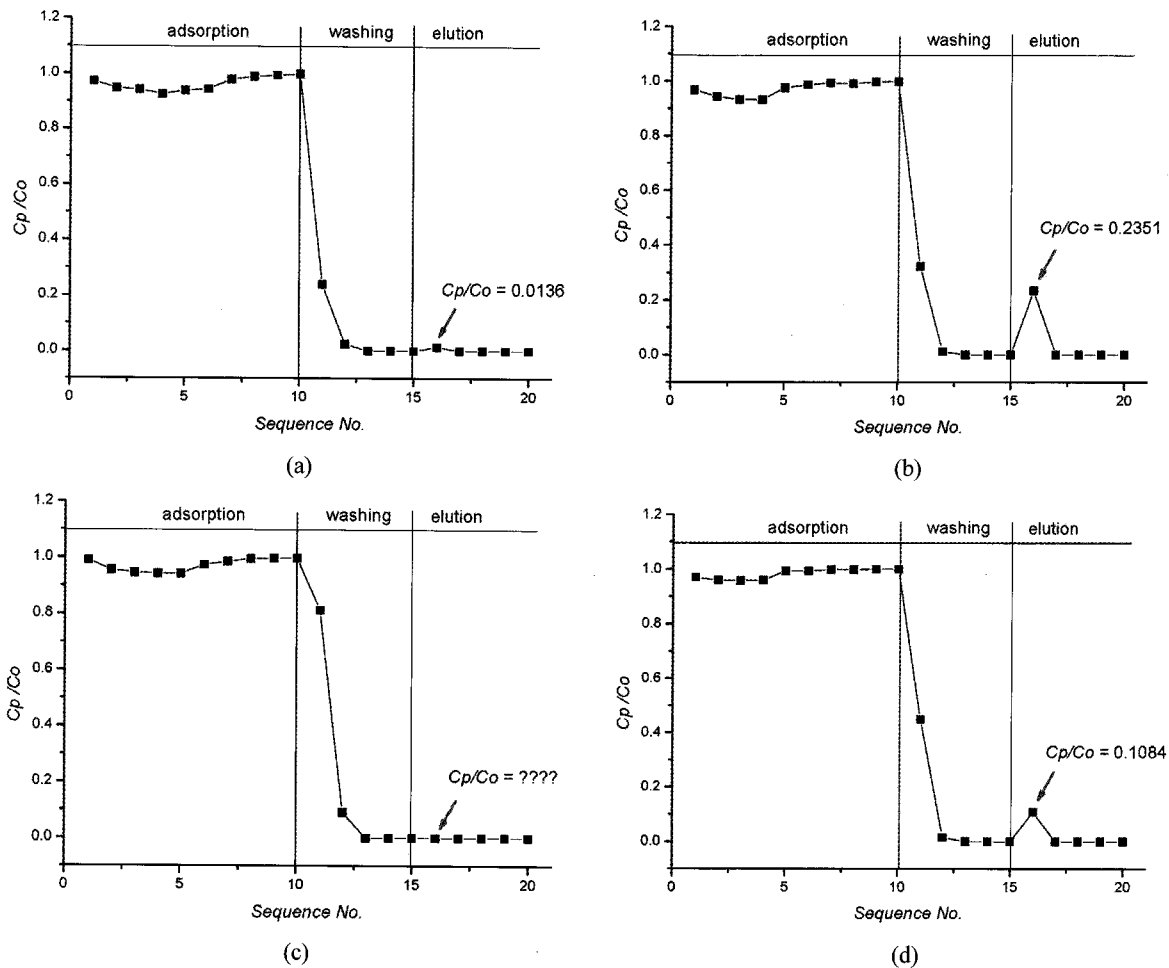 adsorption washing elution
1.2
1.0
0.8
0.6
0.4
0.2
0.0
Cp /Co
Cp/Co = 0.0136
0 5 10 15 20
Sequence No.
(a)
adsorption washing elution
1.2
1.0
0.8
0.6
0.4
0.2
0.0
Cp /Co
Cp/Co = 0.2351
0 5 10 15 20
Sequence No.
(b)
adsorption washing elution
1.2
1.0
0.8
0.6
0.4
0.2
0.0
Cp /Co
Cp/Co = ????
0 5 10 15 20
Sequence No.
(c)
adsorption washing elution
1.2
1.0
0.8
0.6
0.4
0.2
0.0
Cp /Co
Cp/Co = 0.1084
0 5 10 15 20
Sequence No.
(d)